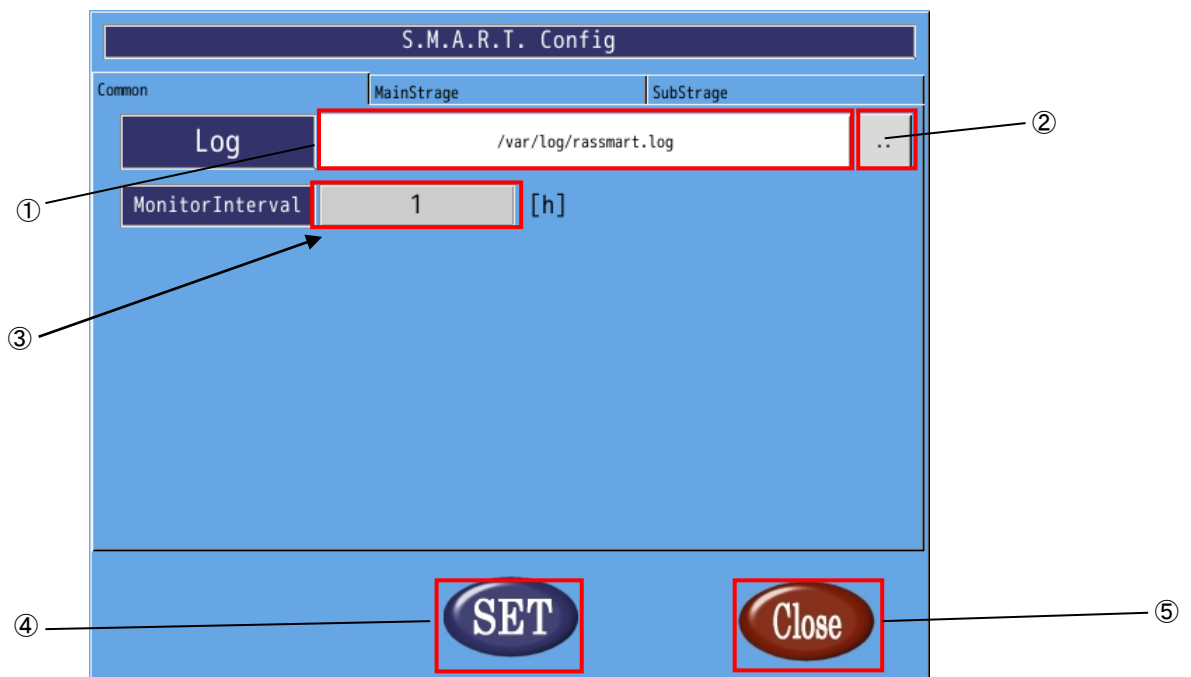 S.M.A.R.T. Config
Common MainStrage SubStrage
Log /var/log/rassmart.log .. ②
① MonitorInterval 1 [h]
③
④ SET Close ⑤